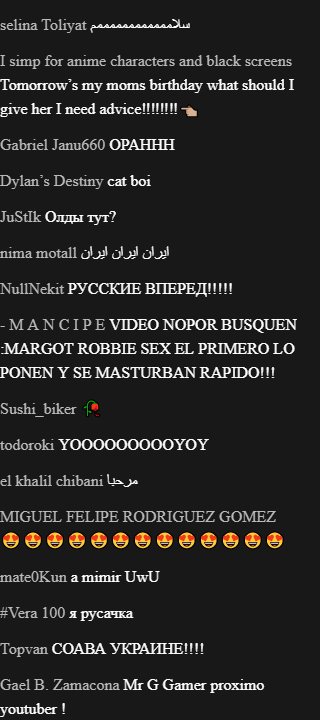 selina Toliyat سلاممممممممممممم
I simp for anime characters and black screens
Tomorrow's my moms birthday what should I
give her I need advice!!!!!!!! 👈🏼
Gabriel Janu660 OPAHHH
Dylan's Destiny cat boi
JuStIk Олды тут?
nima motall ایران ایران ایران
NullNekit РУССКИЕ ВПЕРЕД!!!!!
- M A N C I P E VIDEO NOPOR BUSQUEN
:MARGOT ROBBIE SEX EL PRIMERO LO
PONEN Y SE MASTURBAN RAPIDO!!!
Sushi_biker 🥀
todoroki YOOOOOOOOOYOY
el khalil chibani مرحبا
MIGUEL FELIPE RODRIGUEZ GOMEZ
😍😍😍😍😍😍😍😍😍😍😍😍😍
mate0Kun a mimir UwU
#Vera 100 я русачка
Topvan СОАВА УКРАИНЕ!!!!
Gael B. Zamacona Mr G Gamer proximo
youtuber !